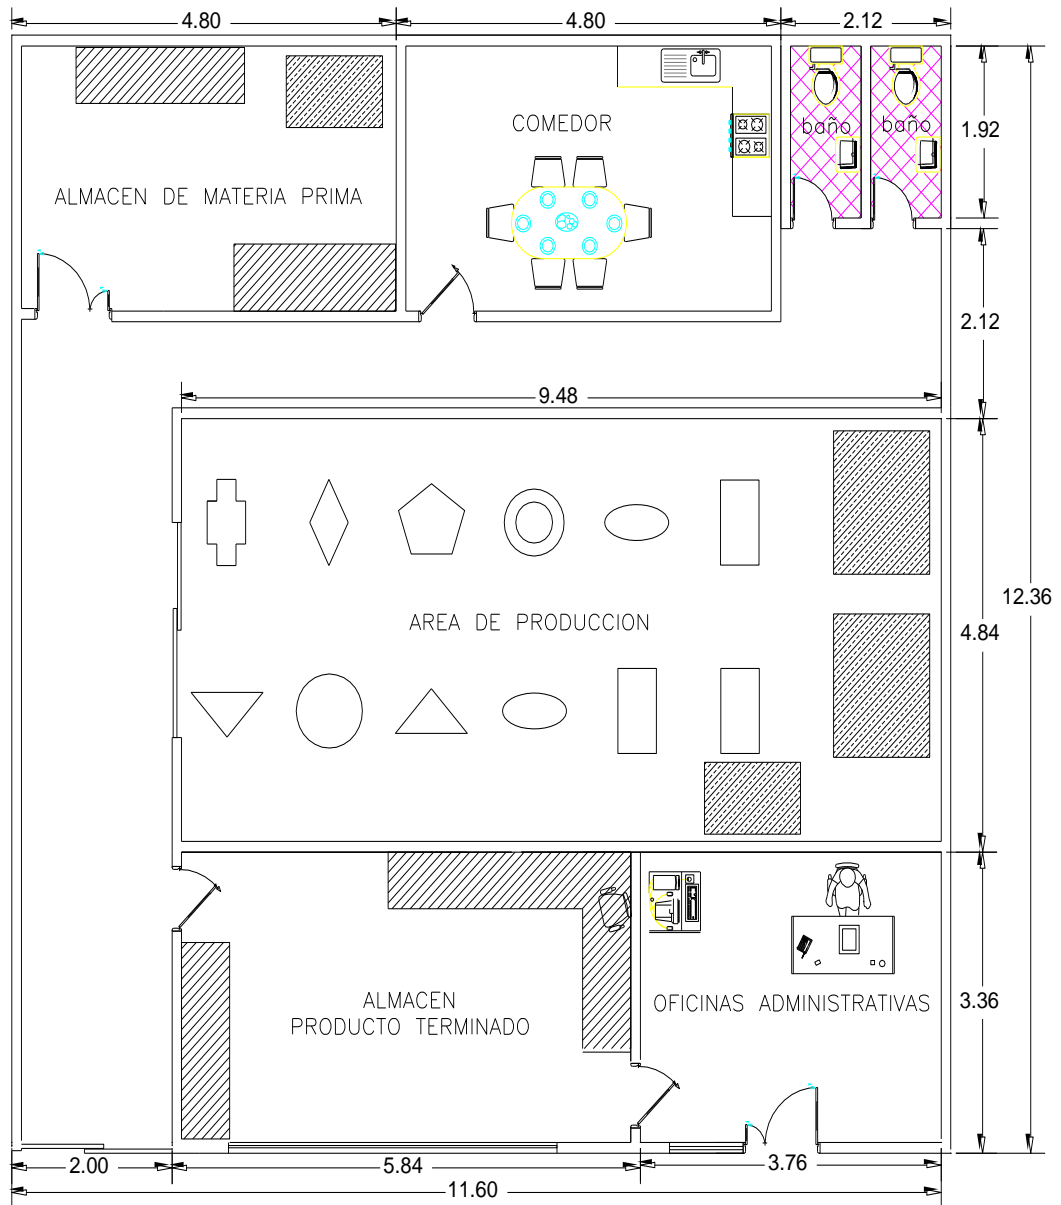 4.80
4.80
2.12
COMEDOR
baño
baño
1.92
ALMACEN DE MATERIA PRIMA
2.12
9.48
12.36
AREA DE PRODUCCION
4.84
ALMACEN
PRODUCTO TERMINADO
OFICINAS ADMINISTRATIVAS
3.36
2.00
5.84
3.76
11.60